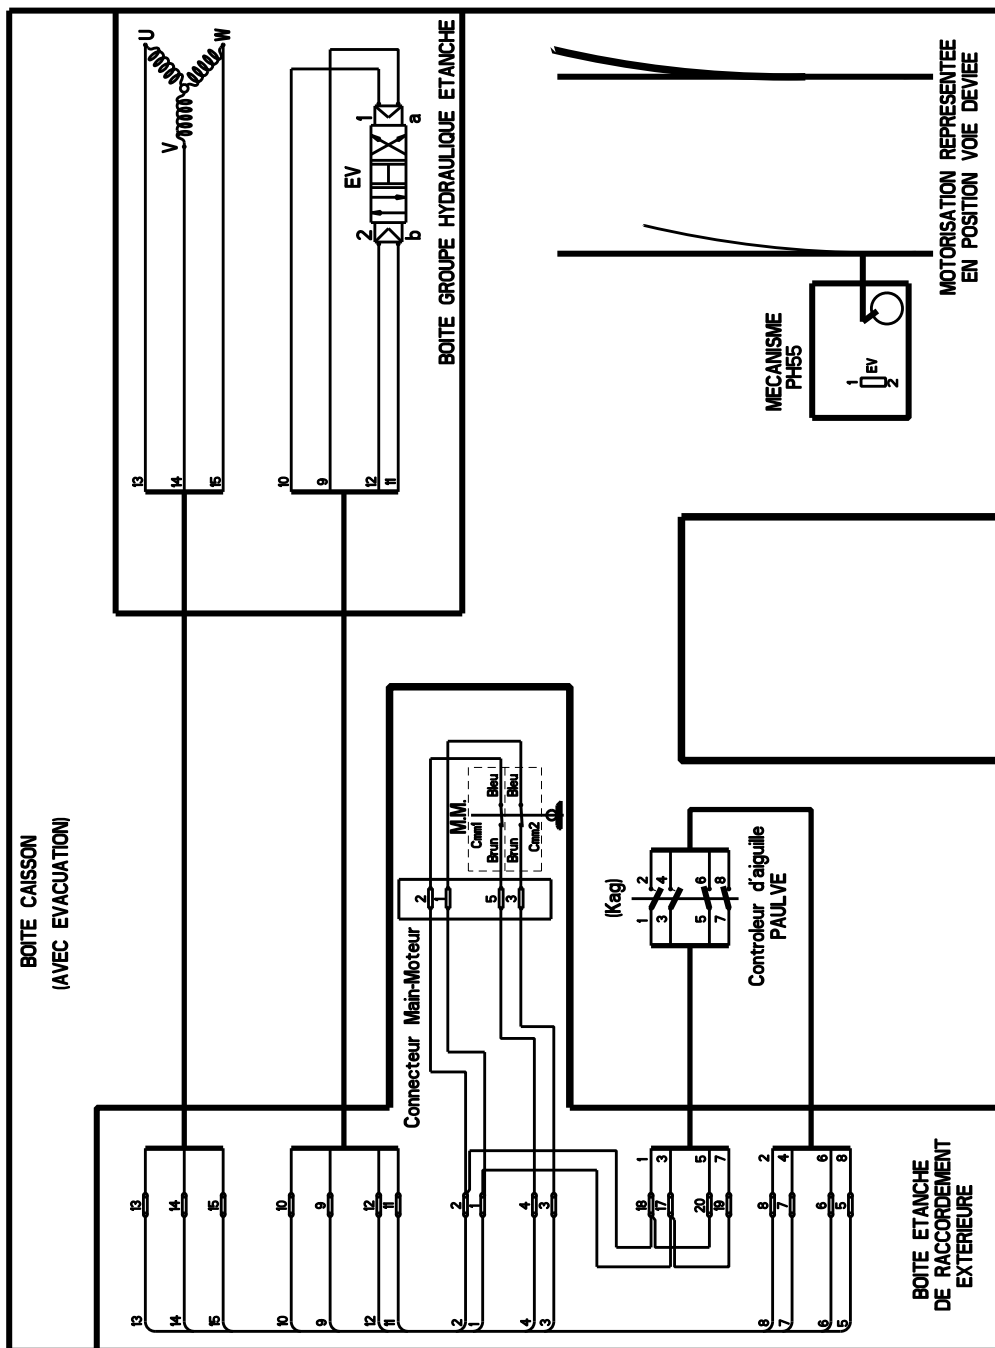 BOITE CAISSON
(AVEC EVACUATION)
U
W
V
EV
1
a
2
b
BOITE GROUPE HYDRAULIQUE ETANCHE
13
14
15
10
9
12
11
MOTORISATION REPRESENTEE
EN POSITION VOIE DEVIEE
MECANISME
PH55
1
EV
2
M.M.
Cmm1
Brun
Bleu
Brun
Bleu
Cmm2
2
1
5
3
Connecteur Main-Moteur
(Kag)
1
2
3
4
5
6
7
8
Controleur d'aiguille
PAULVE
1
3
5
7
2
4
6
8
13
14
15
10
9
12
11
2
1
4
3
18
17
20
19
8
7
6
5
13
14
15
10
9
12
11
2
1
4
3
8
7
6
5
BOITE ETANCHE
DE RACCORDEMENT
EXTERIEURE